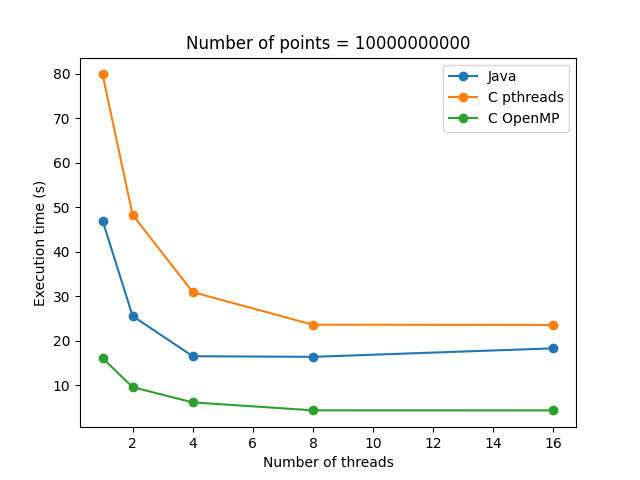 Number of points = 10000000000
Java
C pthreads
C OpenMP
Execution time (s)
80
70
60
50
40
30
20
10
2
4
6
8
10
12
14
16
Number of threads